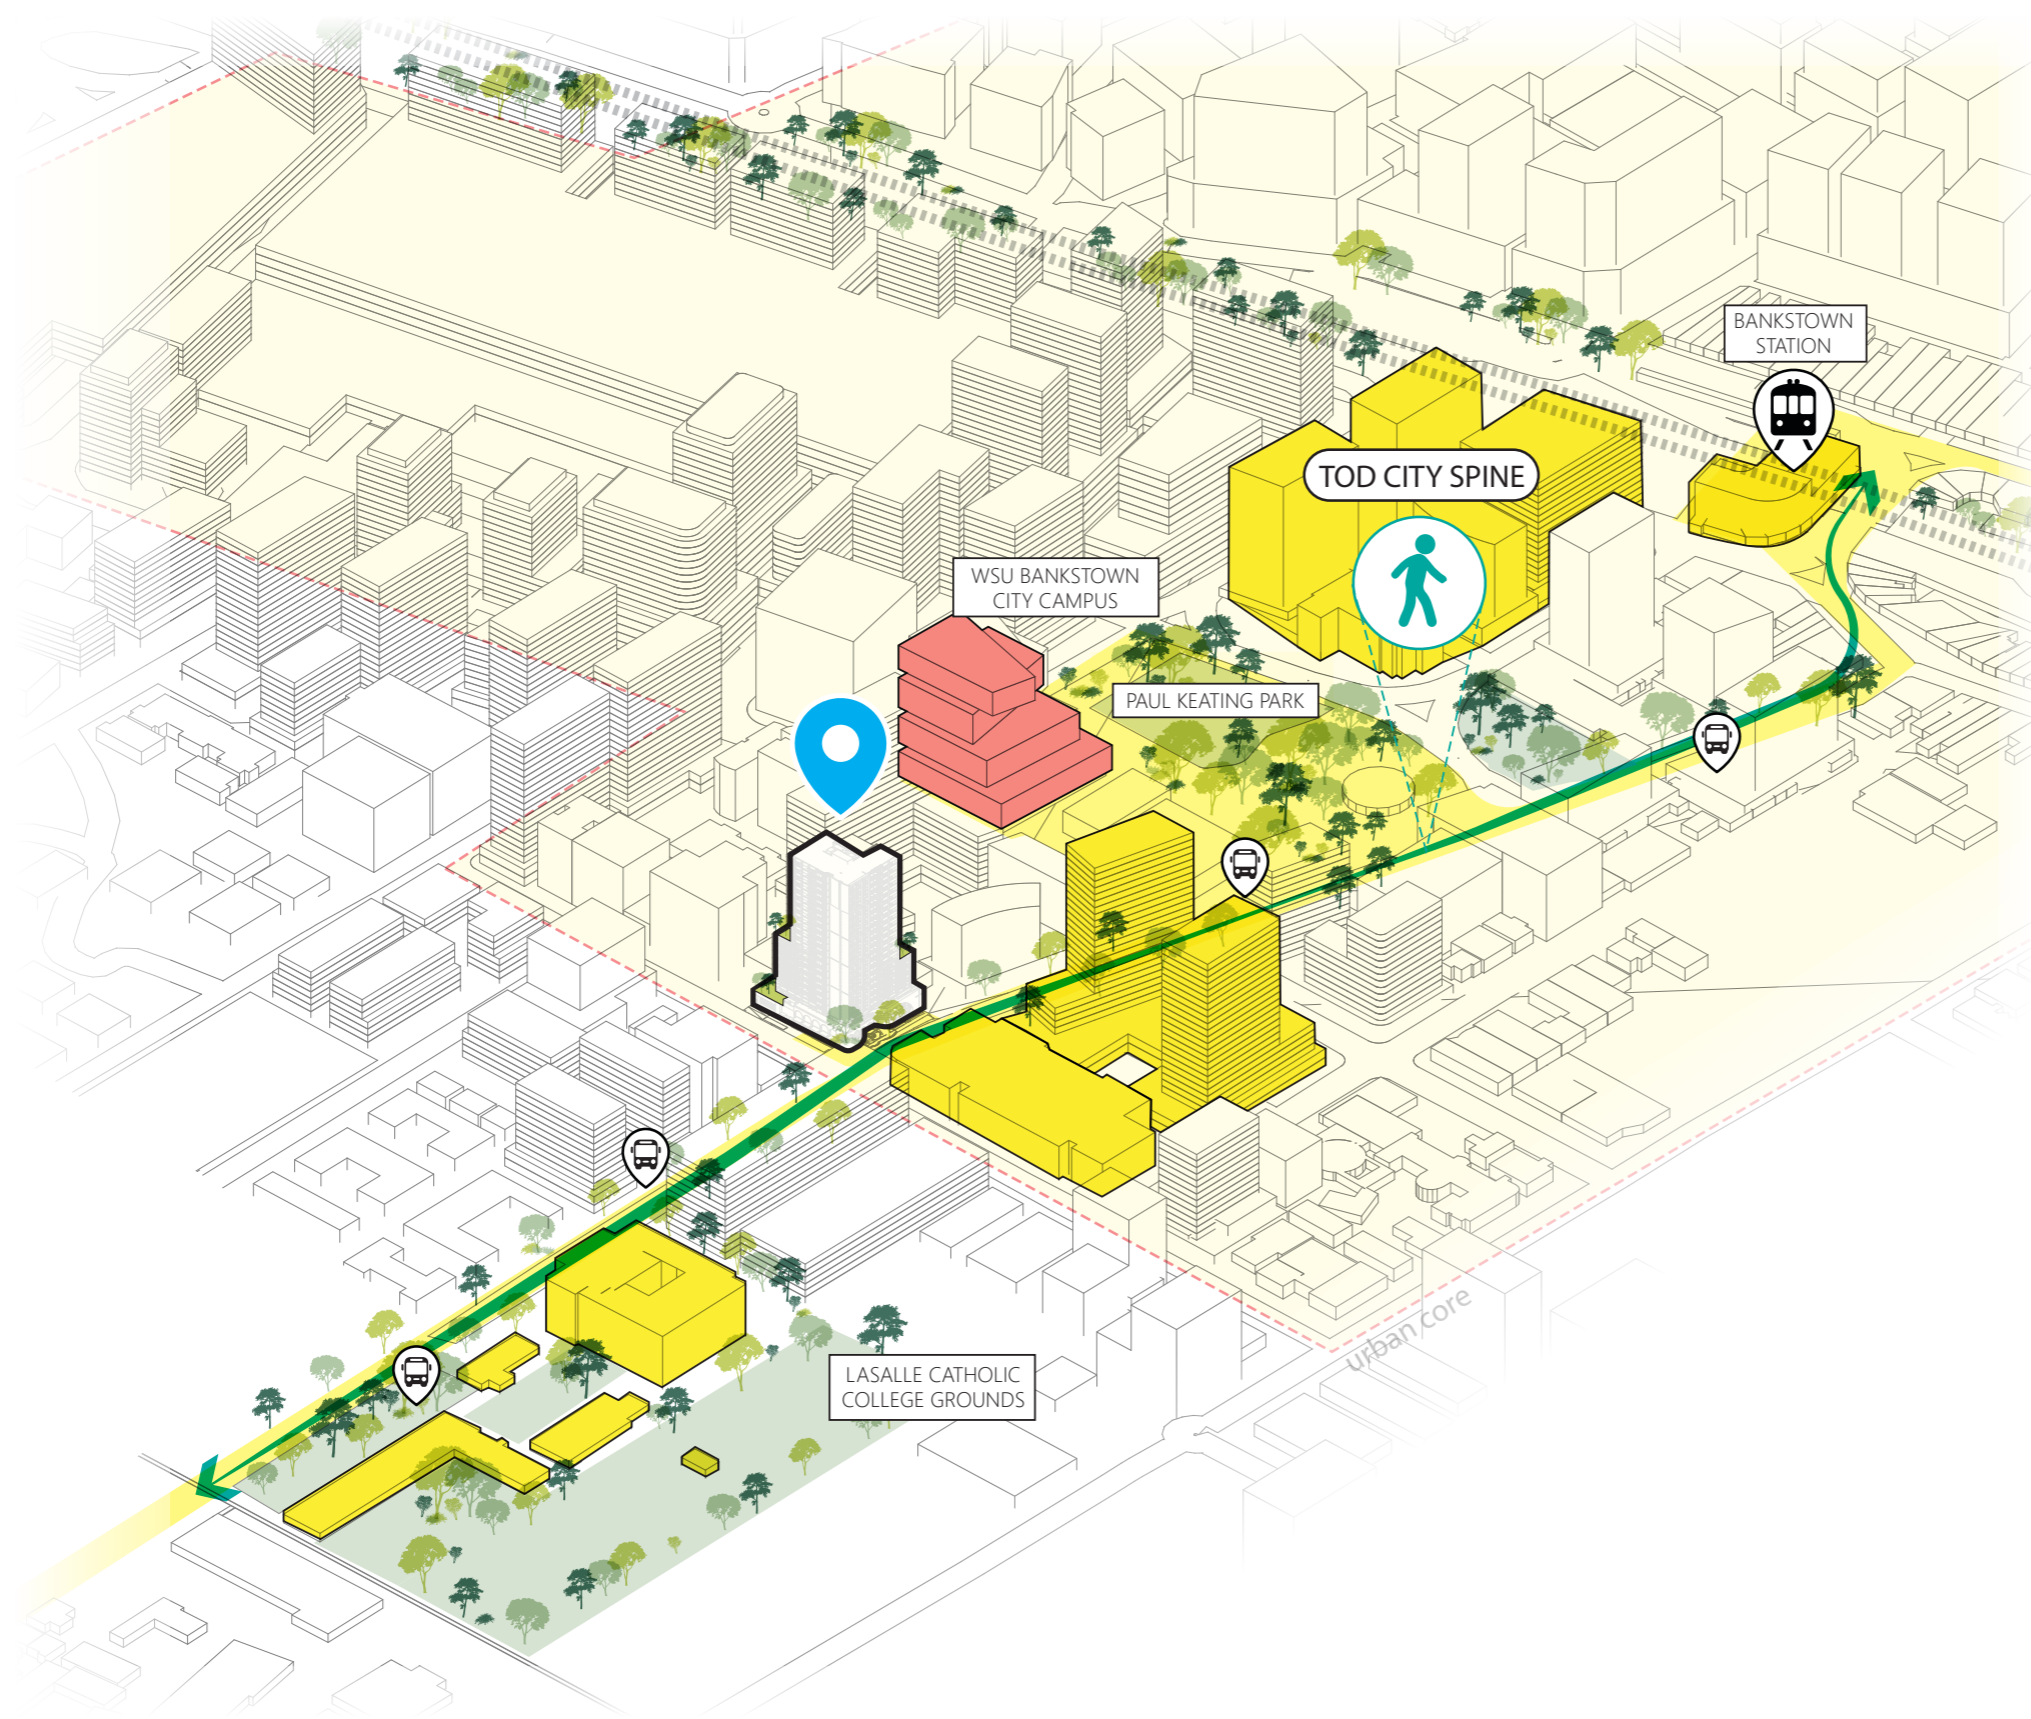 BANKSTOWN
STATION
TOD CITY SPINE
WSU BANKSTOWN
CITY CAMPUS
PAUL KEATING PARK
urban core
LASALLE CATHOLIC
COLLEGE GROUNDS